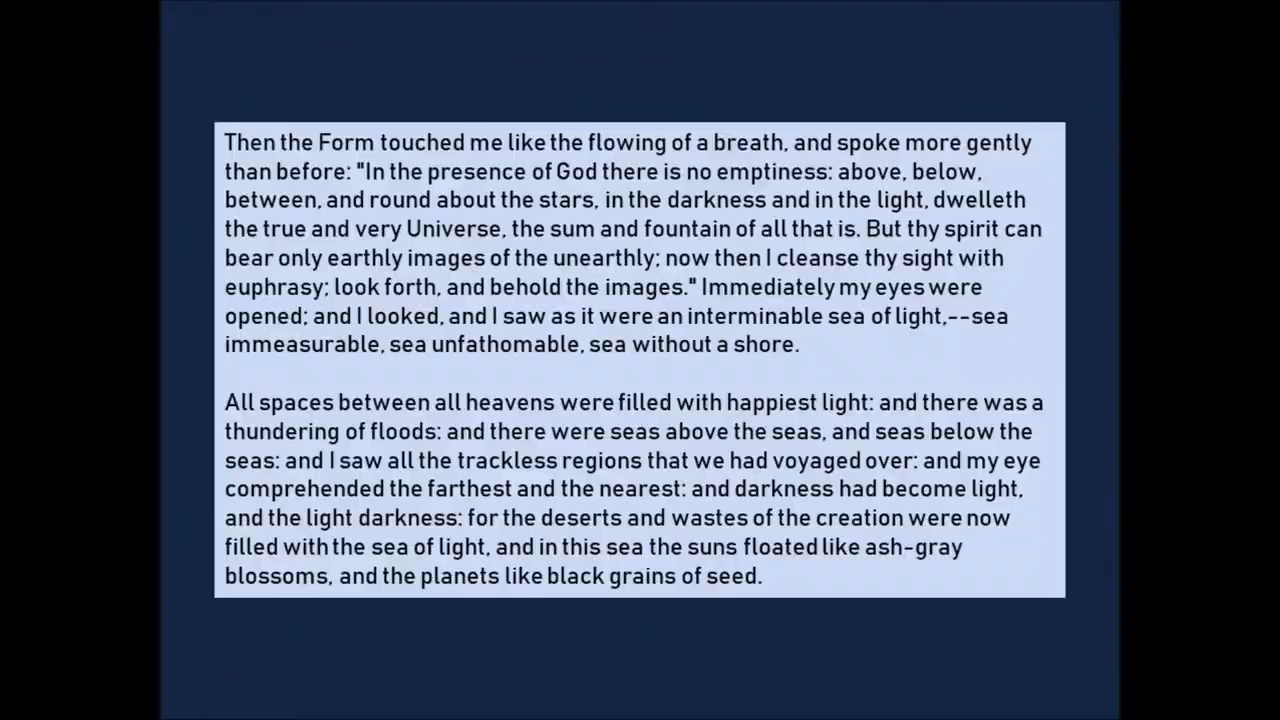 Then the Form touched me like the flowing of a breath, and spoke more gently
than before: "In the presence of God there is no emptiness: above, below,
between, and round about the stars, in the darkness and in the light, dwelleth
the true and very Universe, the sum and fountain of all that is. But thy spirit can
bear only earthly images of the unearthly; now then I cleanse thy sight with
euphrasy; look forth, and behold the images." Immediately my eyes were
opened; and I looked, and I saw as it were an interminable sea of light,--sea
immeasurable, sea unfathomable, sea without a shore.
All spaces between all heavens were filled with happiest light: and there was a
thundering of floods: and there were seas above the seas, and seas below the
seas: and I saw all the trackless regions that we had voyaged over: and my eye
comprehended the farthest and the nearest: and darkness had become light,
and the light darkness: for the deserts and wastes of the creation were now
filled with the sea of light, and in this sea the suns floated like ash-gray
blossoms, and the planets like black grains of seed.